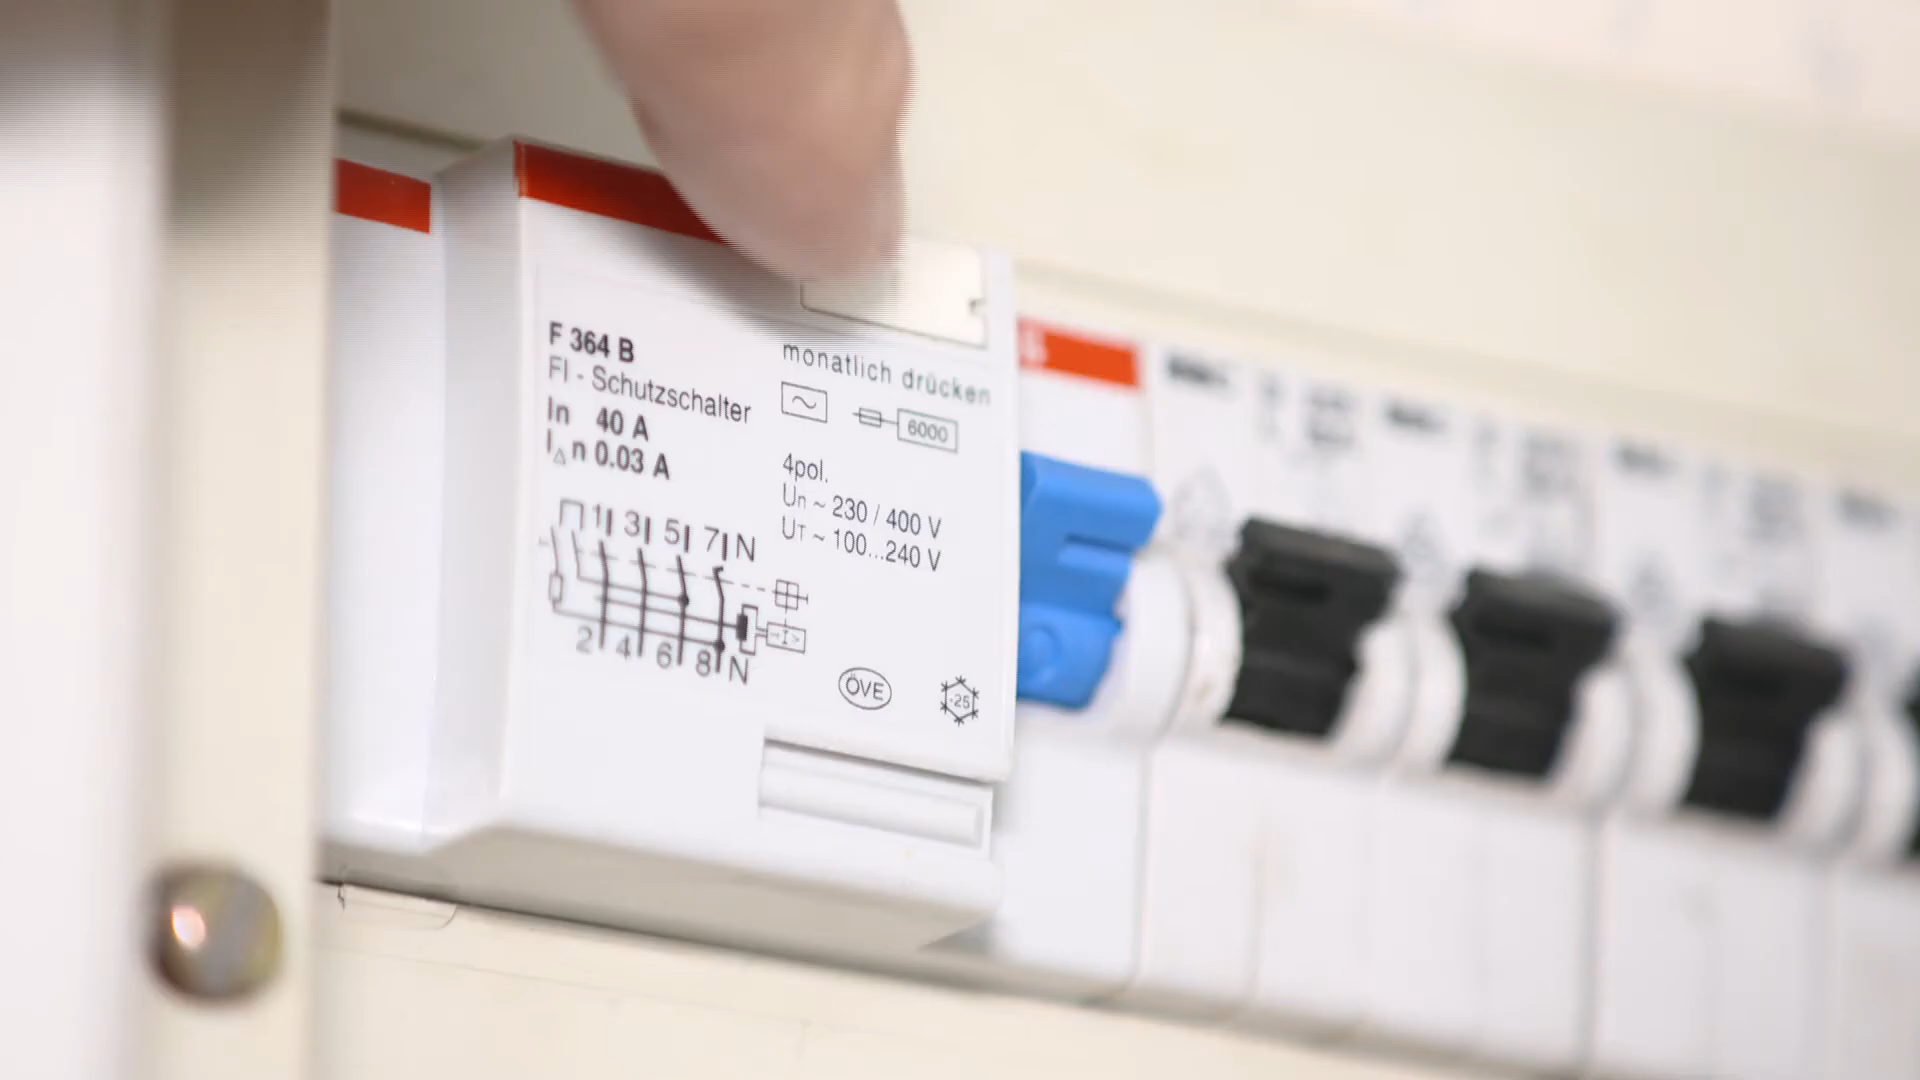 F 364 B
FI - Schutzschalter
In 40 A
I△n 0.03 A
monatlich drücken
6000
4pol.
Un ~ 230 / 400 V
UT ~ 100...240 V
1 3 5 7 N
2 4 6 8 N
I >
ÖVE
-25